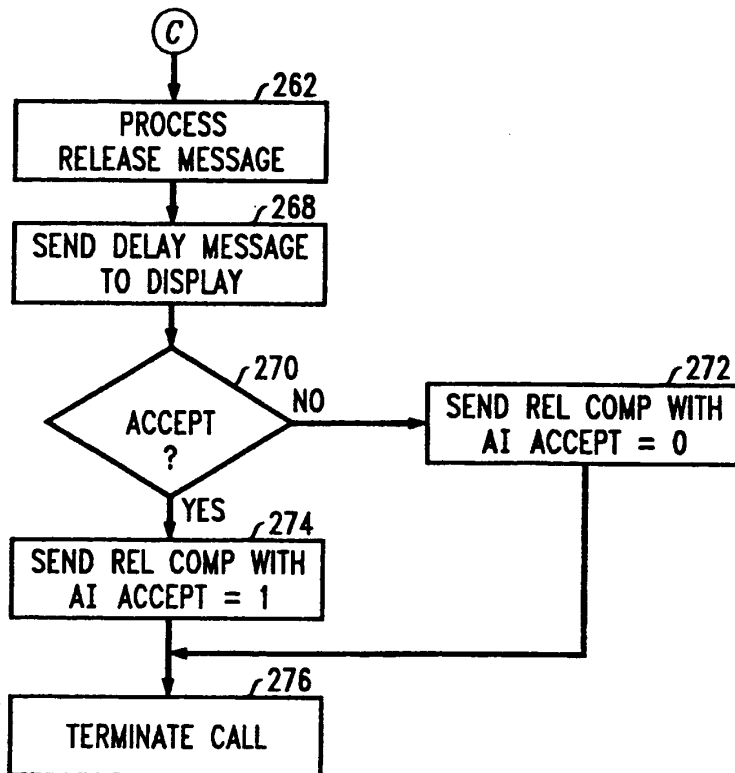 C
262
PROCESS
RELEASE MESSAGE
268
SEND DELAY MESSAGE
TO DISPLAY
270
ACCEPT
?
NO
272
SEND REL COMP WITH
AI ACCEPT = 0
YES
274
SEND REL COMP WITH
AI ACCEPT = 1
276
TERMINATE CALL